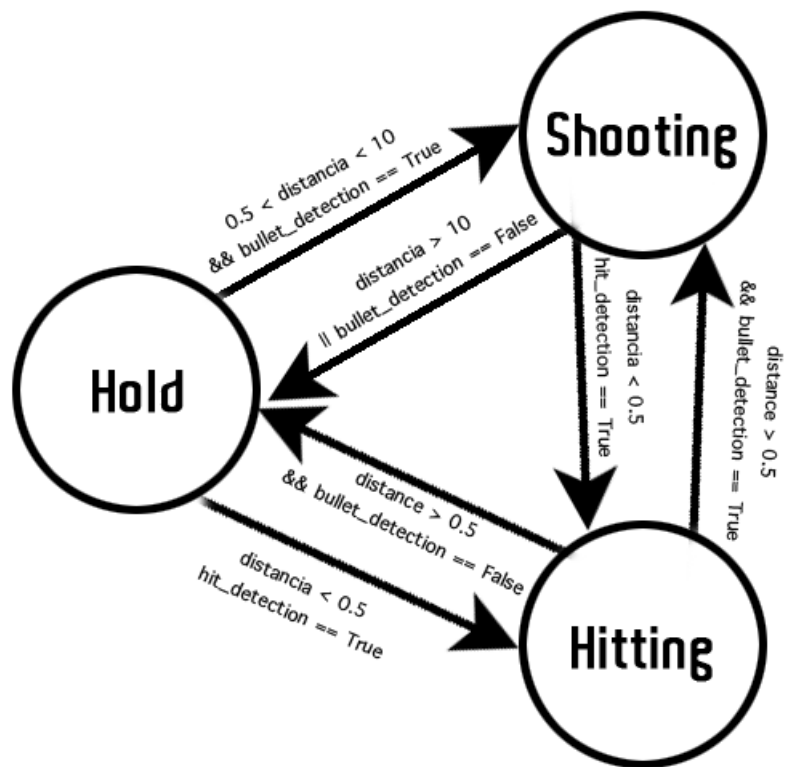 Shooting
0.5 < distancia < 10
&& bullet_detection == True
distancia > 10
|| bullet_detection == False
distancia < 0.5
hit_detection == True
distance > 0.5
&& bullet_detection == True
Hold
distance > 0.5
&& bullet_detection == False
distancia < 0.5
hit_detection == True
Hitting